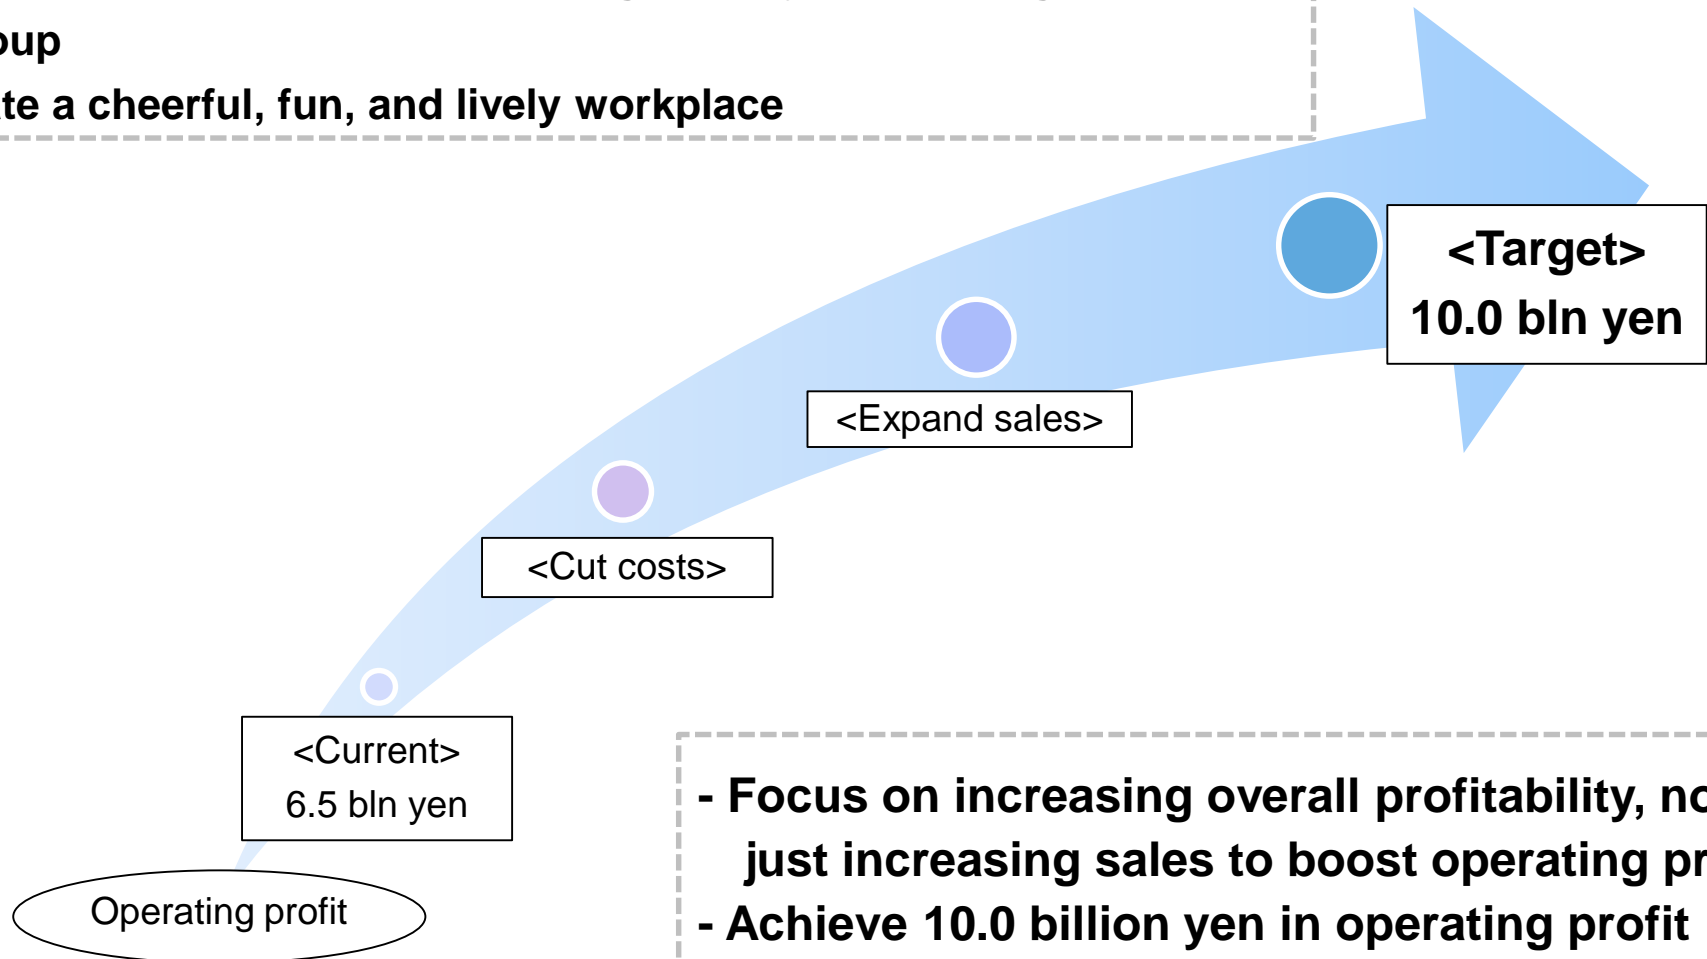 oup
te a cheerful, fun, and lively workplace
<Target>
10.0 bln yen
<Expand sales>
<Cut costs>
<Current>
6.5 bln yen
Operating profit
- Focus on increasing overall profitability, no
just increasing sales to boost operating pr
- Achieve 10.0 billion yen in operating profit